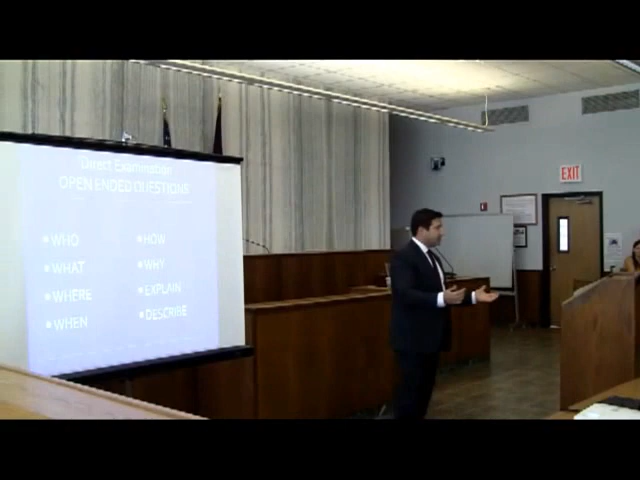 Direct Examination
OPEN ENDED QUESTIONS
WHO
WHAT
WHERE
WHEN
HOW
WHY
EXPLAIN
DESCRIBE
EXIT